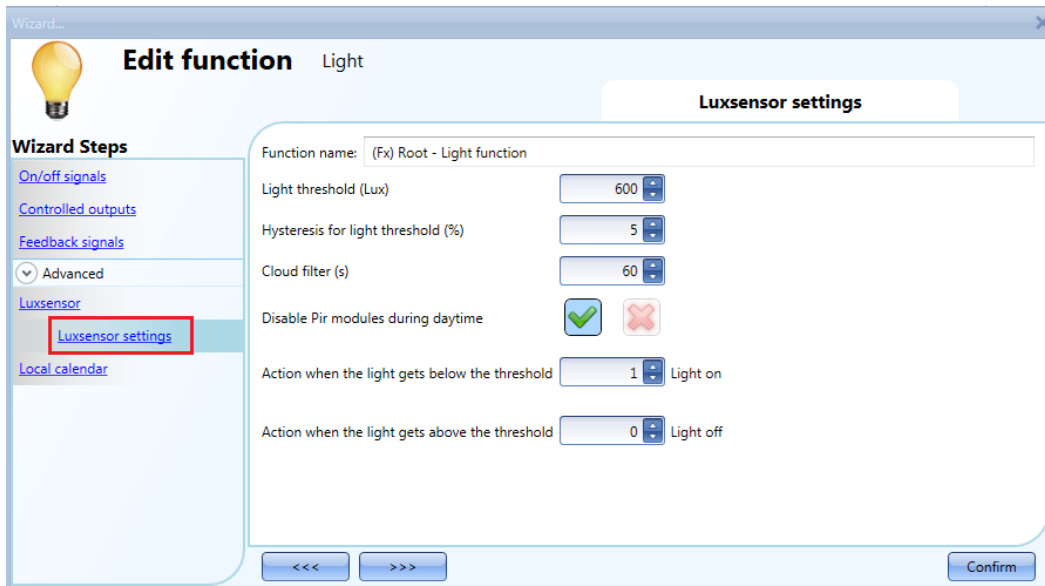 Wizard...
Edit function Light
Luxsensor settings
Wizard Steps
On/off signals
Controlled outputs
Feedback signals
Advanced
Luxsensor
Luxsensor settings
Local calendar
Function name: (Fx) Root - Light function
Light threshold (Lux) 600
Hysteresis for light threshold (%) 5
Cloud filter (s) 60
Disable Pir modules during daytime
Action when the light gets below the threshold 1 Light on
Action when the light gets above the threshold 0 Light off
<<< >>> Confirm